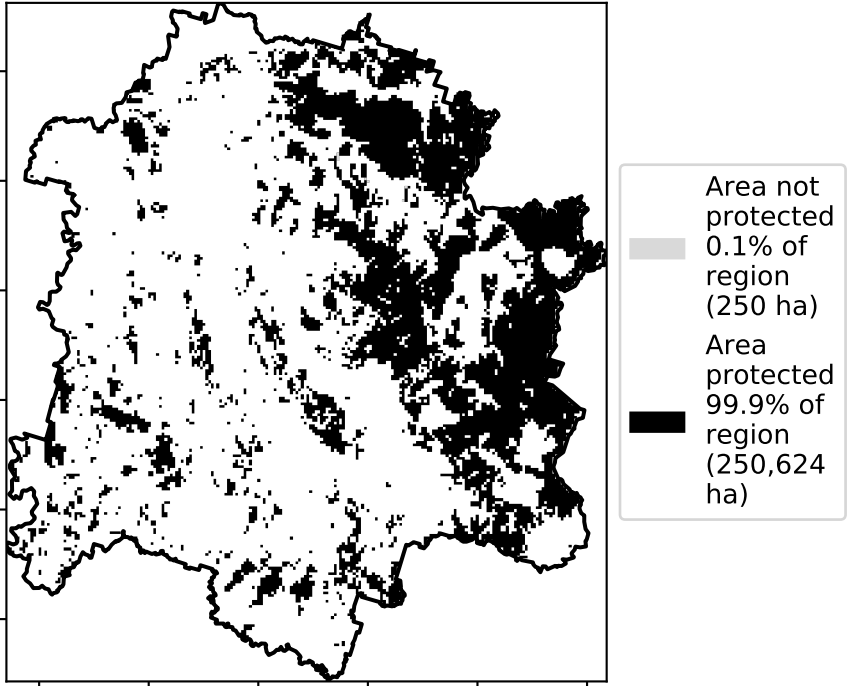 Area not
protected
0.1% of
region
(250 ha)
Area
protected
99.9% of
region
(250,624
ha)